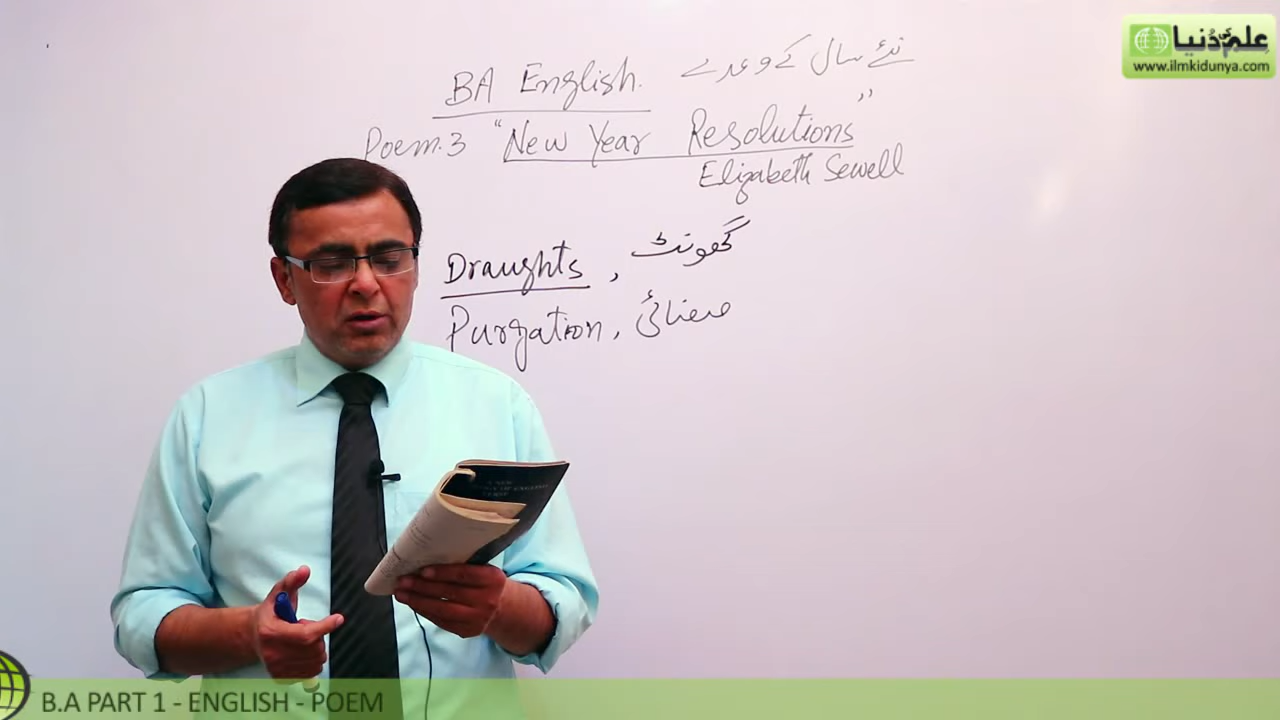 علم کی دنیا
www.ilmkidunya.com
BA English. نئے سال کے وعدے
Poem.3 "New Year Resolutions"
Elizabeth Sewell
Draughts, گھونٹ
Purgation, صفائی
B.A PART 1 - ENGLISH - POEM